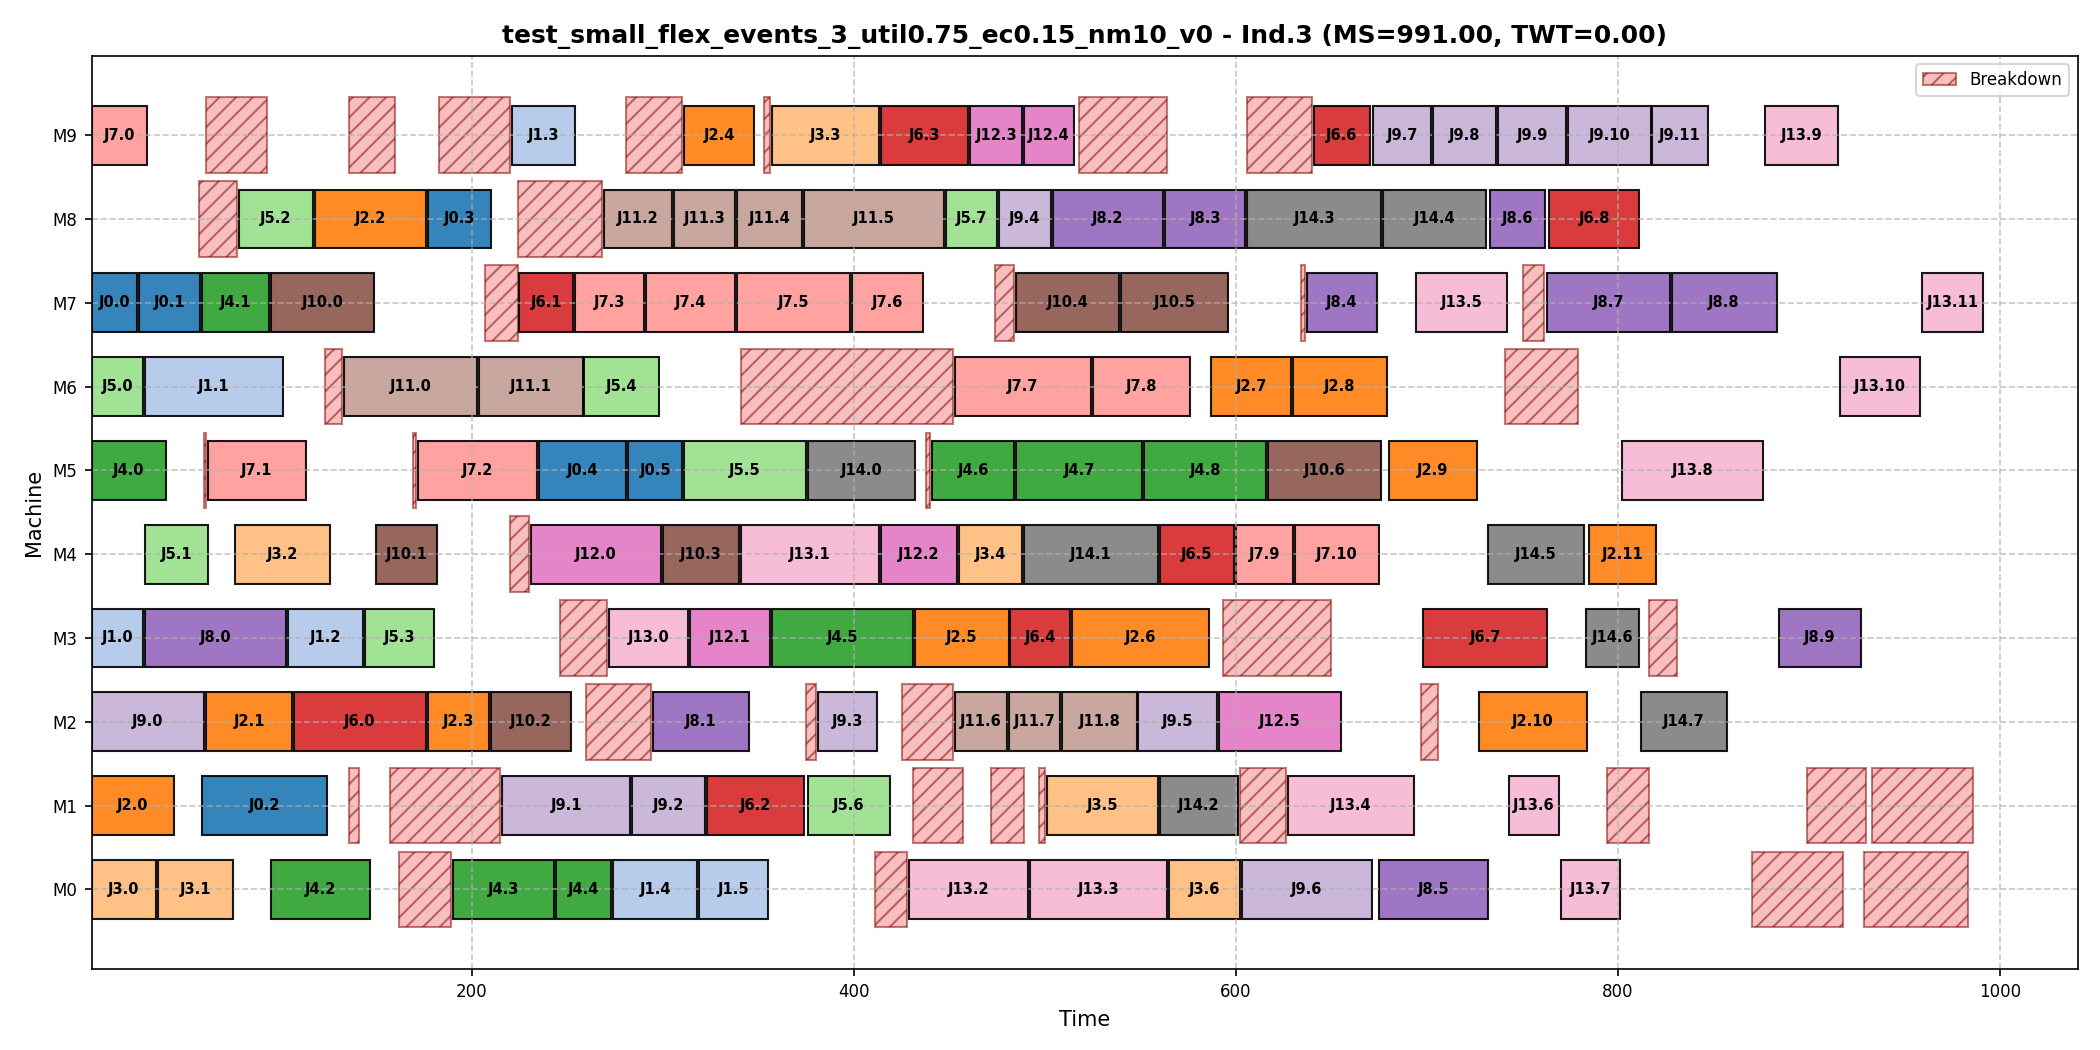 test_small_flex_events_3_util0.75_ec0.15_nm10_v0 - Ind.3 (MS=991.00, TWT=0.00)
Breakdown
M9 J7.0 J1.3 J2.4 J3.3 J6.3 J12.3 J12.4 J6.6 J9.7 J9.8 J9.9 J9.10 J9.11 J13.9
M8 J5.2 J2.2 J0.3 J11.2 J11.3 J11.4 J11.5 J5.7 J9.4 J8.2 J8.3 J14.3 J14.4 J8.6 J6.8
M7 J0.0 J0.1 J4.1 J10.0 J6.1 J7.3 J7.4 J7.5 J7.6 J10.4 J10.5 J8.4 J13.5 J8.7 J8.8 J13.11
M6 J5.0 J1.1 J11.0 J11.1 J5.4 J7.7 J7.8 J2.7 J2.8 J13.10
M5 J4.0 J7.1 J7.2 J0.4 J0.5 J5.5 J14.0 J4.6 J4.7 J4.8 J10.6 J2.9 J13.8
M4 J5.1 J3.2 J10.1 J12.0 J10.3 J13.1 J12.2 J3.4 J14.1 J6.5 J7.9 J7.10 J14.5 J2.11
M3 J1.0 J8.0 J1.2 J5.3 J13.0 J12.1 J4.5 J2.5 J6.4 J2.6 J6.7 J14.6 J8.9
M2 J9.0 J2.1 J6.0 J2.3 J10.2 J8.1 J9.3 J11.6 J11.7 J11.8 J9.5 J12.5 J2.10 J14.7
M1 J2.0 J0.2 J9.1 J9.2 J6.2 J5.6 J3.5 J14.2 J13.4 J13.6
M0 J3.0 J3.1 J4.2 J4.3 J4.4 J1.4 J1.5 J13.2 J13.3 J3.6 J9.6 J8.5 J13.7
Machine
200 400 600 800 1000
Time